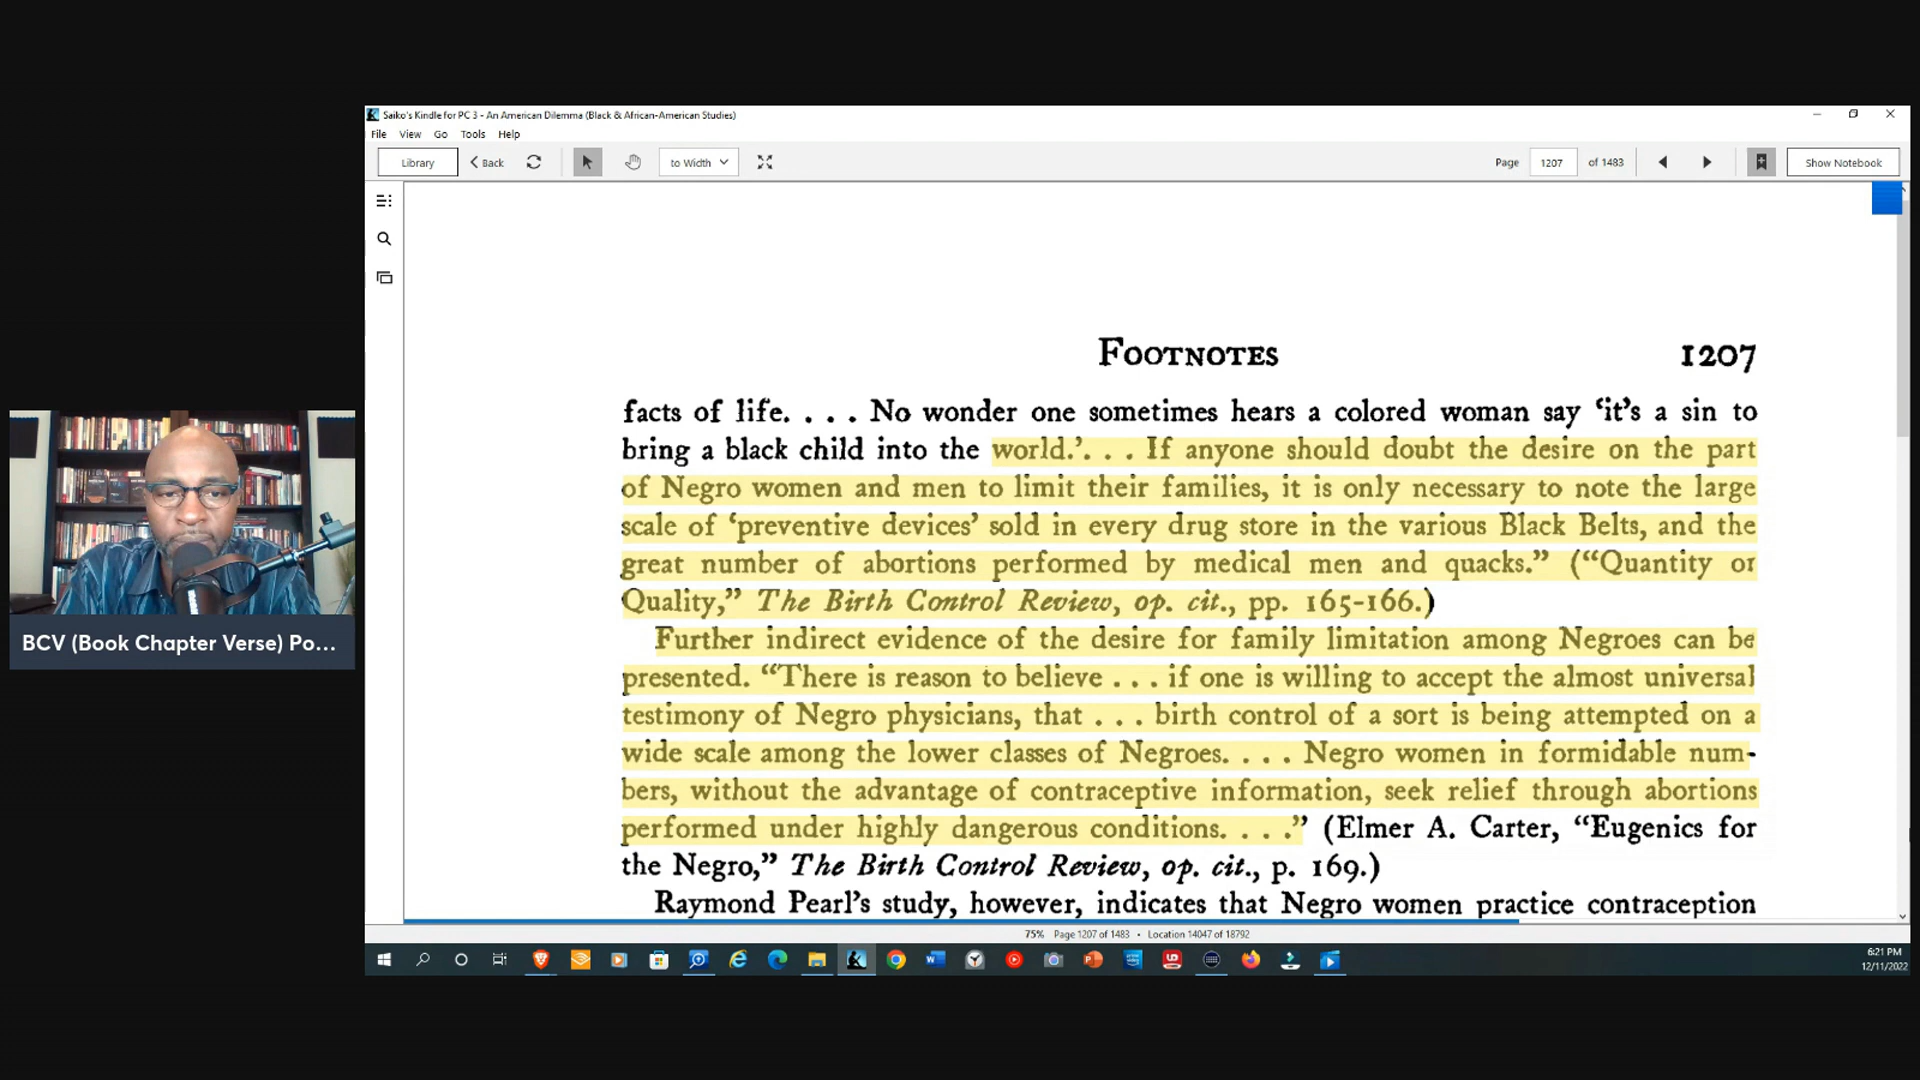 Saiko's Kindle for PC 3 - An American Dilemma (Black & African-American Studies)
File View Go Tools Help
Library Back to Width Page 1207 of 1483 Show Notebook
FOOTNOTES 1207
facts of life. . . . No wonder one sometimes hears a colored woman say ‘it’s a sin to
bring a black child into the world.’. . . If anyone should doubt the desire on the part
of Negro women and men to limit their families, it is only necessary to note the large
scale of ‘preventive devices’ sold in every drug store in the various Black Belts, and the
great number of abortions performed by medical men and quacks.” (“Quantity or
Quality,” The Birth Control Review, op. cit., pp. 165-166.)
Further indirect evidence of the desire for family limitation among Negroes can be
presented. “There is reason to believe . . . if one is willing to accept the almost universal
testimony of Negro physicians, that . . . birth control of a sort is being attempted on a
wide scale among the lower classes of Negroes. . . . Negro women in formidable num-
bers, without the advantage of contraceptive information, seek relief through abortions
performed under highly dangerous conditions. . . .” (Elmer A. Carter, “Eugenics for
the Negro,” The Birth Control Review, op. cit., p. 169.)
Raymond Pearl’s study, however, indicates that Negro women practice contraception
75% Page 1207 of 1483 • Location 14047 of 18792
6:21 PM
12/11/2022
BCV (Book Chapter Verse) Po...